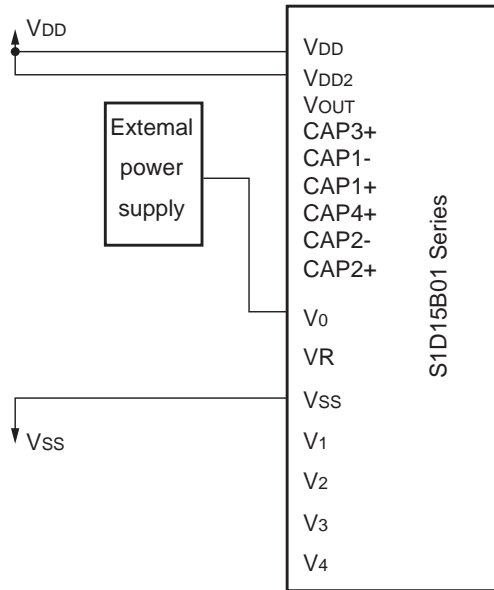 VDD
External
power
supply
VSS
VDD
VDD2
VOUT
CAP3+
CAP1-
CAP1+
CAP4+
CAP2-
CAP2+
V0
VR
VSS
V1
V2
V3
V4
S1D15B01 Series